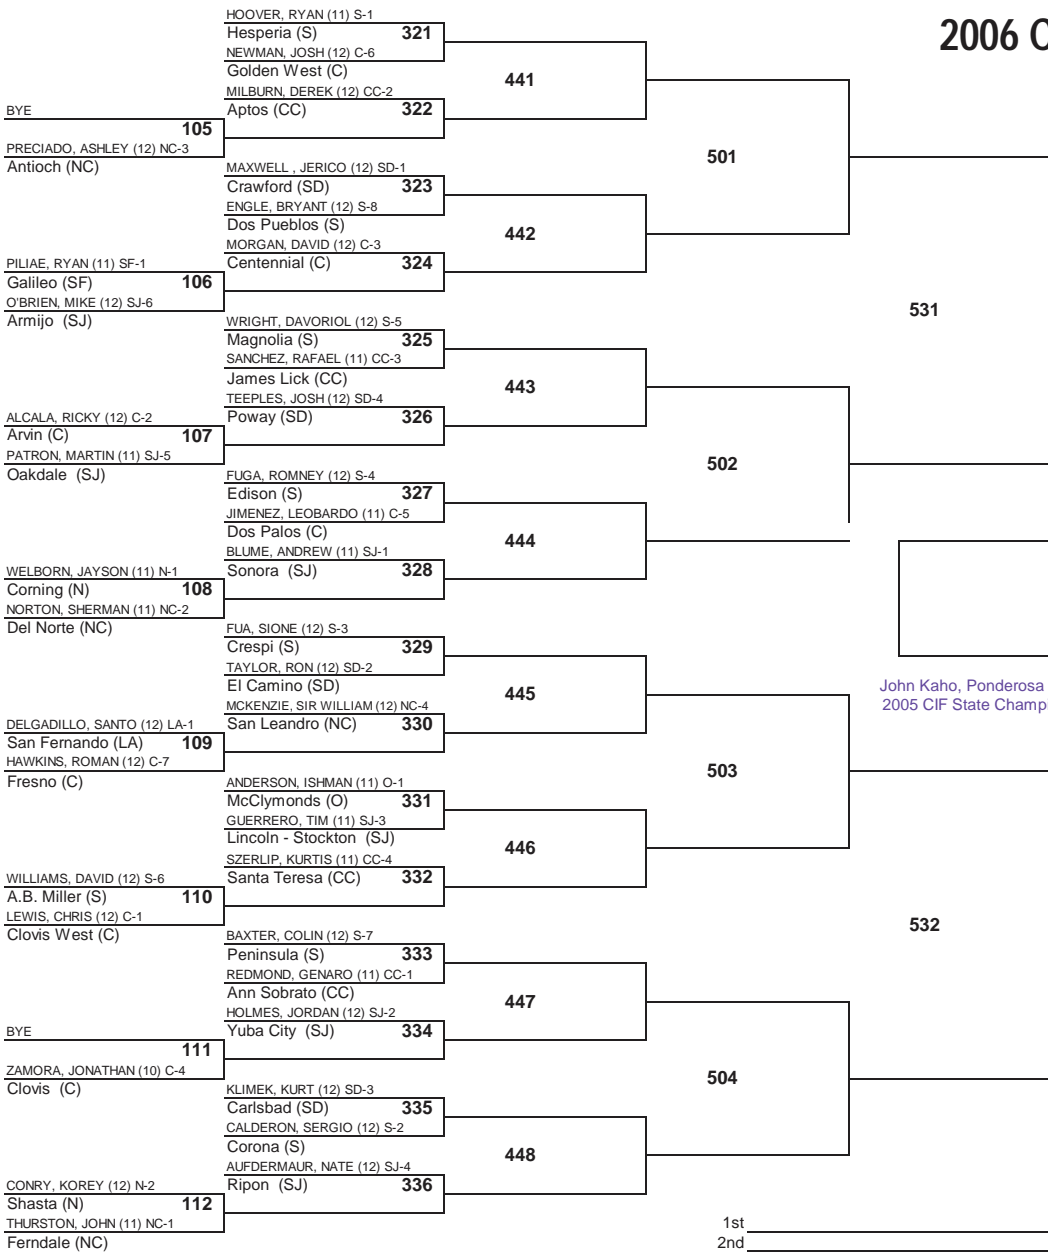 2006 C
BYE
105
PRECIADO, ASHLEY (12) NC-3
Antioch (NC)
PILIAE, RYAN (11) SF-1
Galileo (SF)
106
O'BRIEN, MIKE (12) SJ-6
Armijo (SJ)
ALCALA, RICKY (12) C-2
Arvin (C)
107
PATRON, MARTIN (11) SJ-5
Oakdale (SJ)
WELBORN, JAYSON (11) N-1
Corning (N)
108
NORTON, SHERMAN (11) NC-2
Del Norte (NC)
DELGADILLO, SANTO (12) LA-1
San Fernando (LA)
109
HAWKINS, ROMAN (12) C-7
Fresno (C)
WILLIAMS, DAVID (12) S-6
A.B. Miller (S)
110
LEWIS, CHRIS (12) C-1
Clovis West (C)
BYE
111
ZAMORA, JONATHAN (10) C-4
Clovis (C)
CONRY, KOREY (12) N-2
Shasta (N)
112
THURSTON, JOHN (11) NC-1
Ferndale (NC)
HOOVER, RYAN (11) S-1
Hesperia (S)
321
NEWMAN, JOSH (12) C-6
Golden West (C)
MILBURN, DEREK (12) CC-2
Aptos (CC)
322
MAXWELL , JERICO (12) SD-1
Crawford (SD)
323
ENGLE, BRYANT (12) S-8
Dos Pueblos (S)
MORGAN, DAVID (12) C-3
Centennial (C)
324
WRIGHT, DAVORIOL (12) S-5
Magnolia (S)
325
SANCHEZ, RAFAEL (11) CC-3
James Lick (CC)
TEEPLES, JOSH (12) SD-4
Poway (SD)
326
FUGA, ROMNEY (12) S-4
Edison (S)
327
JIMENEZ, LEOBARDO (11) C-5
Dos Palos (C)
BLUME, ANDREW (11) SJ-1
Sonora (SJ)
328
FUA, SIONE (12) S-3
Crespi (S)
329
TAYLOR, RON (12) SD-2
El Camino (SD)
MCKENZIE, SIR WILLIAM (12) NC-4
San Leandro (NC)
330
ANDERSON, ISHMAN (11) O-1
McClymonds (O)
331
GUERRERO, TIM (11) SJ-3
Lincoln - Stockton (SJ)
SZERLIP, KURTIS (11) CC-4
Santa Teresa (CC)
332
BAXTER, COLIN (12) S-7
Peninsula (S)
333
REDMOND, GENARO (11) CC-1
Ann Sobrato (CC)
HOLMES, JORDAN (12) SJ-2
Yuba City (SJ)
334
KLIMEK, KURT (12) SD-3
Carlsbad (SD)
335
CALDERON, SERGIO (12) S-2
Corona (S)
AUFDERMAUR, NATE (12) SJ-4
Ripon (SJ)
336
441
442
443
444
445
446
447
448
501
502
503
504
531
532
John Kaho, Ponderosa
2005 CIF State Champ
1st
2nd